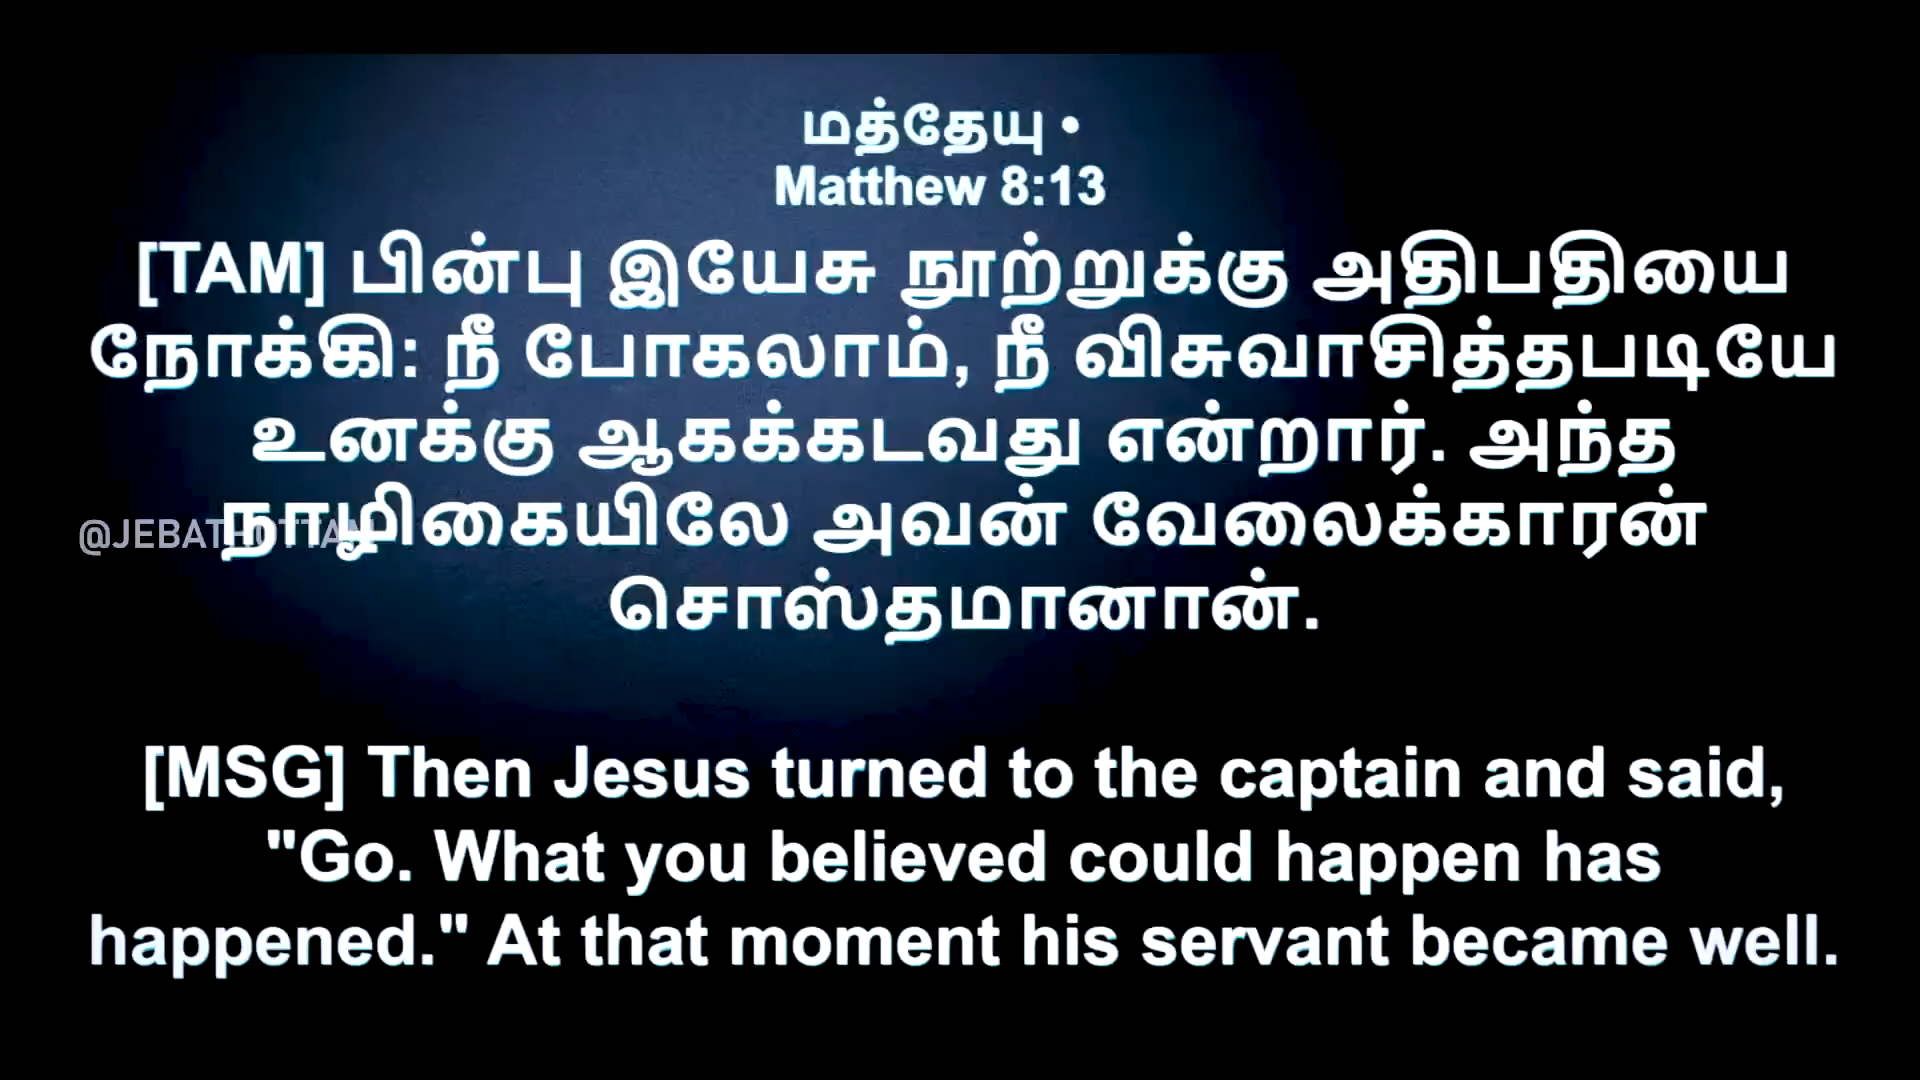 மத்தேயு •
Matthew 8:13
[TAM] பின்பு இயேசு நூற்றுக்கு அதிபதியை
நோக்கி: நீ போகலாம், நீ விசுவாசித்தபடியே
உனக்கு ஆகக்கடவது என்றார். அந்த
நாழிகையிலே அவன் வேலைக்காரன்
@JEBATHOTTAM
சொஸ்தமானான்.
[MSG] Then Jesus turned to the captain and said,
"Go. What you believed could happen has
happened." At that moment his servant became well.